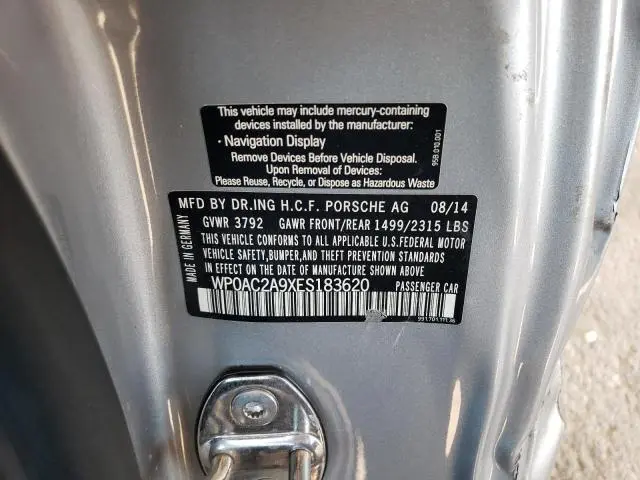 This vehicle may include mercury-containing
devices installed by the manufacturer:
· Navigation Display
Remove Devices Before Vehicle Disposal.
Upon Removal of Devices:
Please Reuse, Recycle, or Dispose as Hazardous Waste
95B.010.001
MADE IN GERMANY
MFD BY DR.ING H.C.F. PORSCHE AG 08/14
GVWR 3792 GAWR FRONT/REAR 1499/2315 LBS
THIS VEHICLE CONFORMS TO ALL APPLICABLE U.S.FEDERAL MOTOR
VEHICLE SAFETY,BUMPER,AND THEFT PREVENTION STANDARDS
IN EFFECT ON THE DATE OF MANUFACTURE SHOWN ABOVE.
WP0AC2A9XES183620 PASSENGER CAR